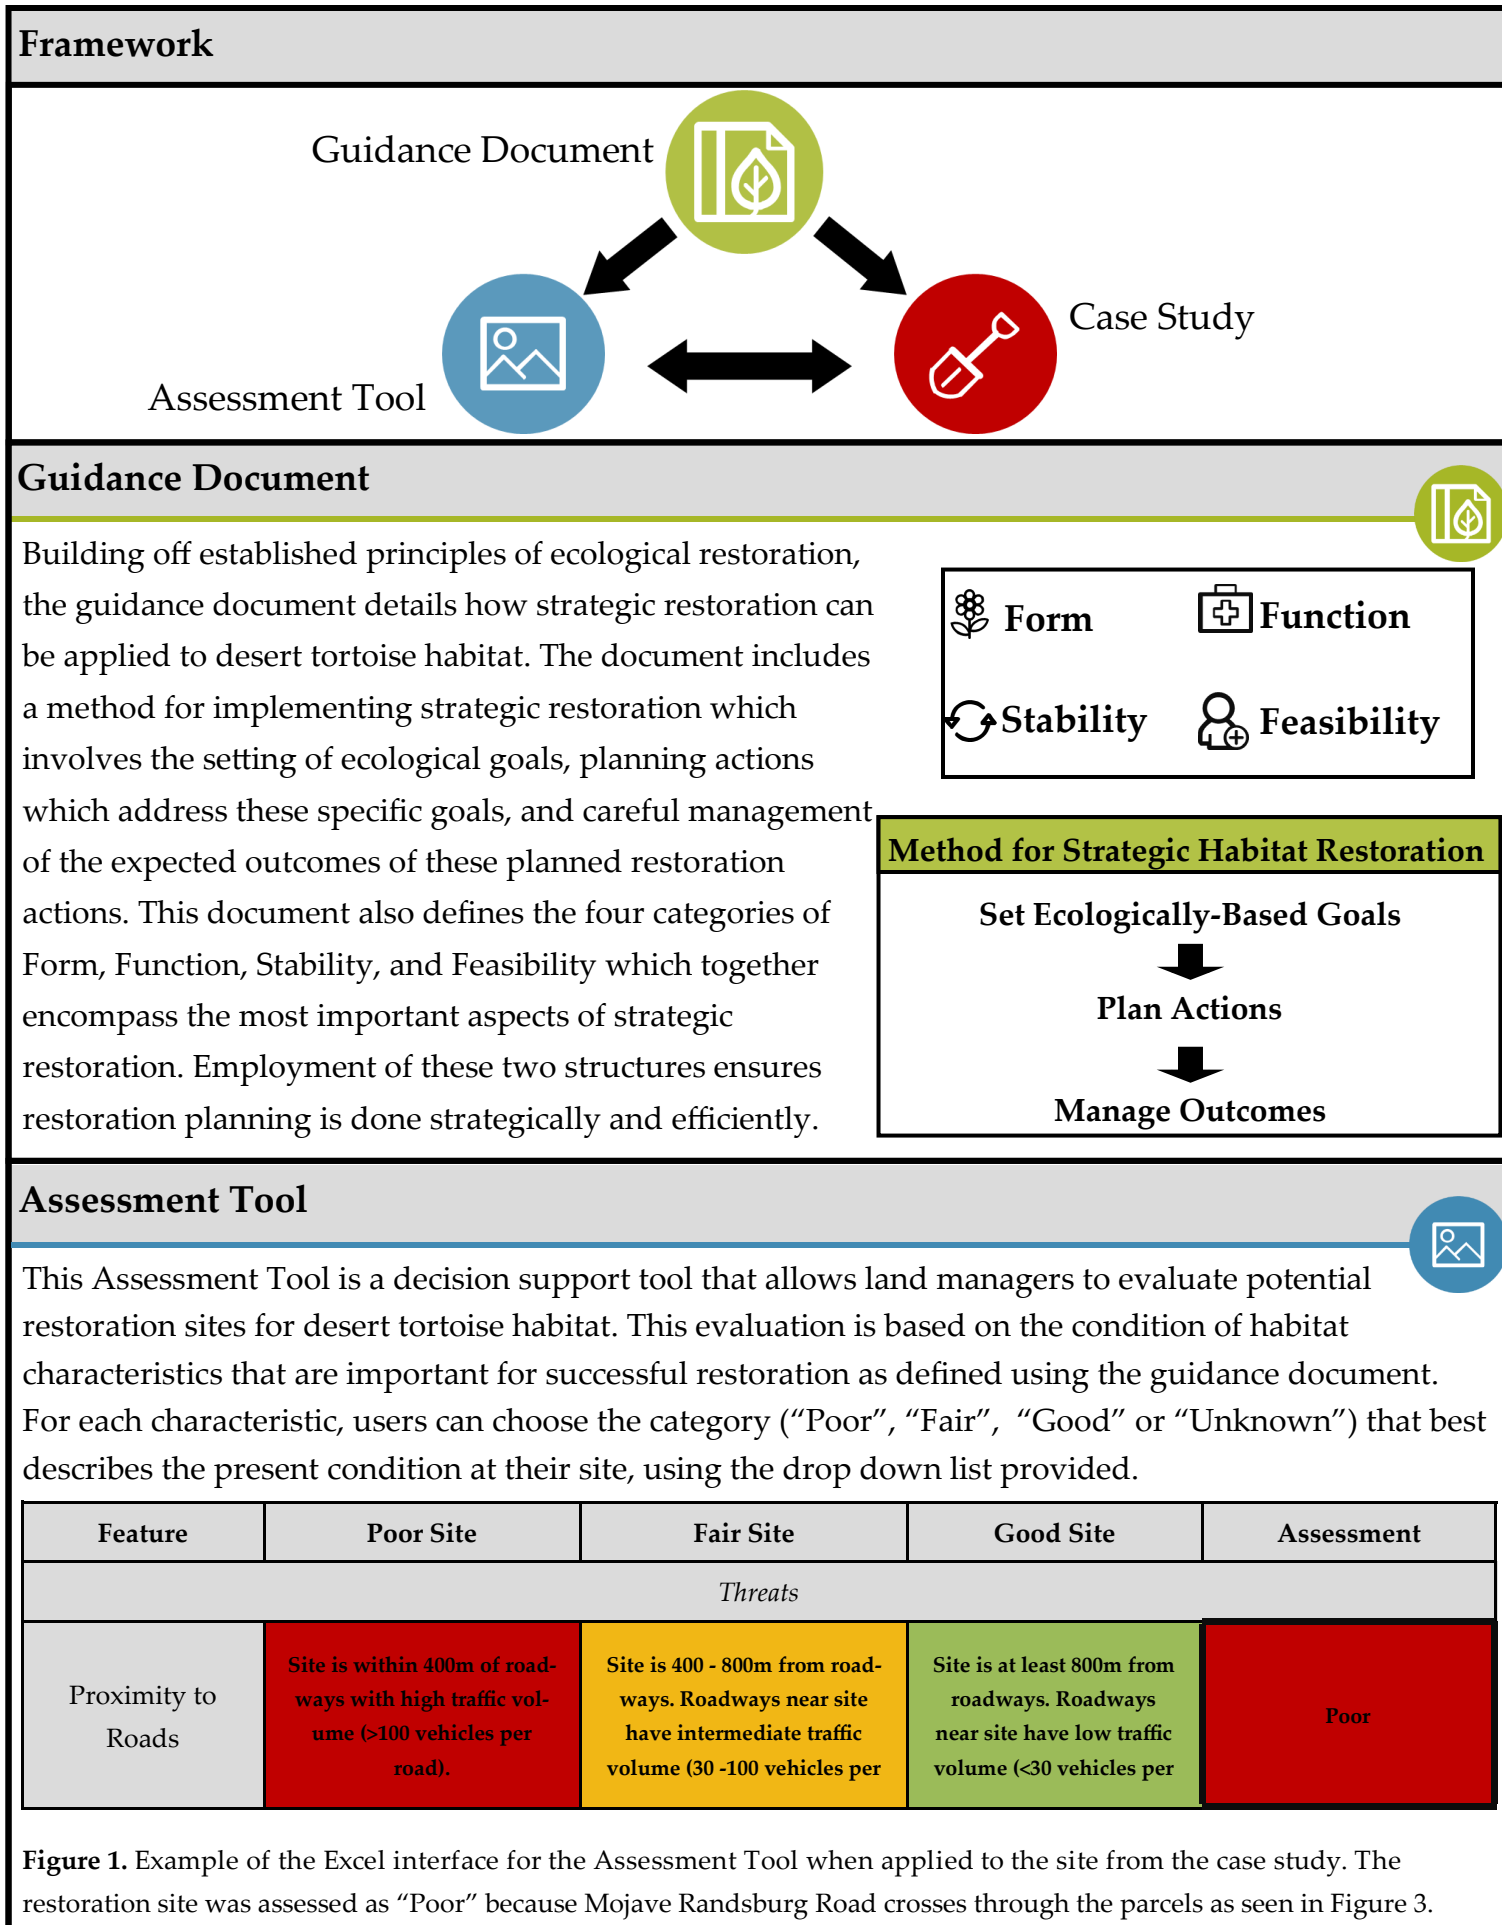 Framework
Guidance Document
Case Study
Assessment Tool
Guidance Document
Building off established principles of ecological restoration,
the guidance document details how strategic restoration can
be applied to desert tortoise habitat. The document includes
a method for implementing strategic restoration which
involves the setting of ecological goals, planning actions
which address these specific goals, and careful management
of the expected outcomes of these planned restoration
actions. This document also defines the four categories of
Form, Function, Stability, and Feasibility which together
encompass the most important aspects of strategic
restoration. Employment of these two structures ensures
restoration planning is done strategically and efficiently.
Form
Function
Stability
Feasibility
Method for Strategic Habitat Restoration
Set Ecologically-Based Goals
Plan Actions
Manage Outcomes
Assessment Tool
This Assessment Tool is a decision support tool that allows land managers to evaluate potential
restoration sites for desert tortoise habitat. This evaluation is based on the condition of habitat
characteristics that are important for successful restoration as defined using the guidance document.
For each characteristic, users can choose the category (“Poor”, “Fair”, “Good” or “Unknown”) that best
describes the present condition at their site, using the drop down list provided.
Feature
Poor Site
Fair Site
Good Site
Assessment
Threats
Proximity to
Roads
Site is within 400m of road-
ways with high traffic vol-
ume (>100 vehicles per
road).
Site is 400 - 800m from road-
ways. Roadways near site
have intermediate traffic
volume (30 -100 vehicles per
Site is at least 800m from
roadways. Roadways
near site have low traffic
volume (<30 vehicles per
Poor
Figure 1. Example of the Excel interface for the Assessment Tool when applied to the site from the case study. The
restoration site was assessed as “Poor” because Mojave Randsburg Road crosses through the parcels as seen in Figure 3.